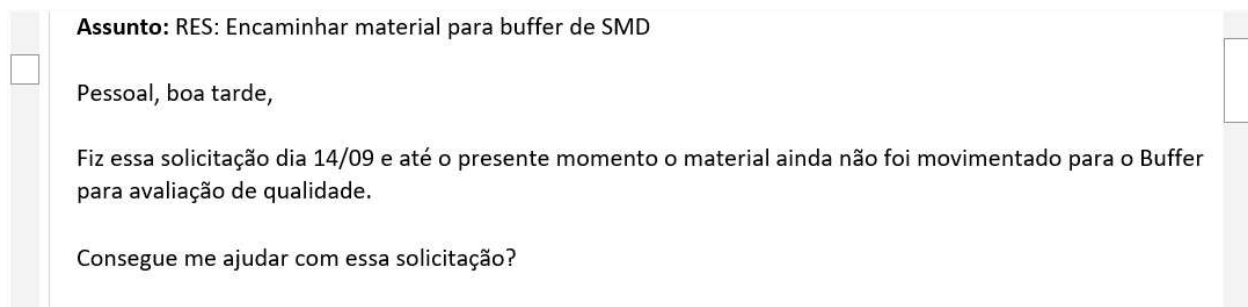 Assunto: RES: Encaminhar material para buffer de SMD
Pessoal, boa tarde,
Fiz essa solicitação dia 14/09 e até o presente momento o material ainda não foi movimentado para o Buffer
para avaliação de qualidade.
Consegue me ajudar com essa solicitação?